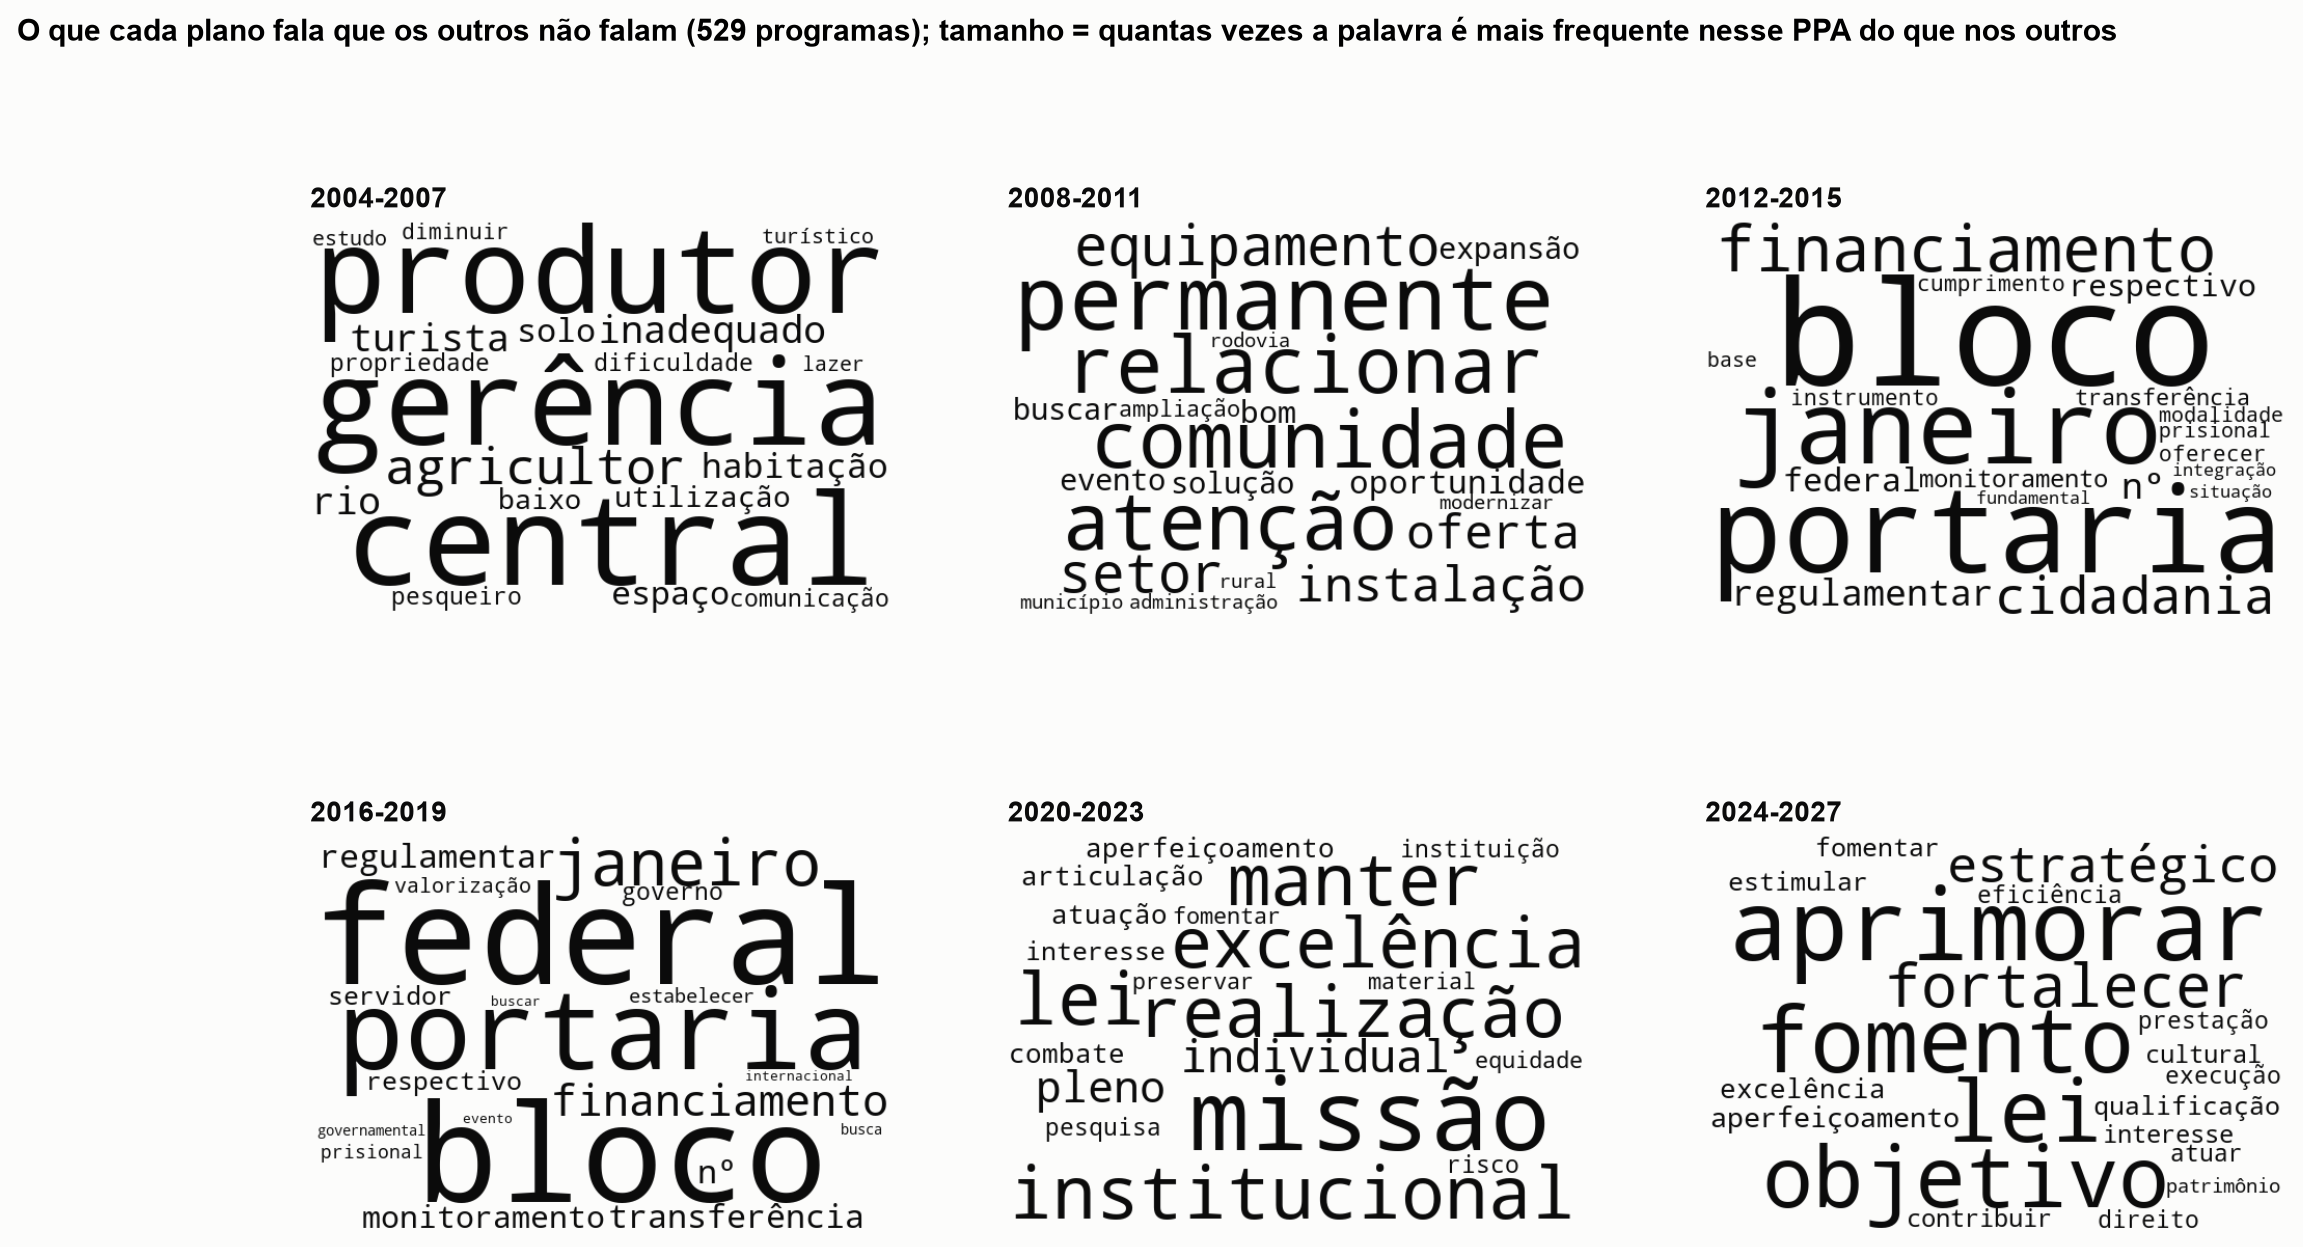 O que cada plano fala que os outros não falam (529 programas); tamanho = quantas vezes a palavra é mais frequente nesse PPA do que nos outros
2004-2007
estudo diminuir turístico
produtor
turista solo inadequado
propriedade dificuldade lazer
gerência
agricultor habitação
rio baixo utilização
central
pesqueiro espaço comunicação
2008-2011
equipamento expansão
permanente
rodovia
relacionar
buscar ampliação bom
comunidade
evento solução oportunidade
modernizar
atenção oferta
setor rural instalação
município administração
2012-2015
financiamento
cumprimento respectivo
bloco
base
instrumento transferência
janeiro modalidade
prisional
oferecer
integração
federal monitoramento nº situação
fundamental
portaria
regulamentar cidadania
2016-2019
regulamentar janeiro
valorização governo
federal
servidor buscar estabelecer
portaria
respectivo internacional
financiamento
governamental evento busca
prisional bloco
nº
monitoramento transferência
2020-2023
aperfeiçoamento instituição
articulação manter
atuação fomentar
interesse excelência
preservar material
lei realização
combate individual equidade
pleno
pesquisa missão
risco
institucional
2024-2027
fomentar estratégico
estimular eficiência
aprimorar
fortalecer
fomento prestação
cultural
execução
excelência
aperfeiçoamento lei qualificação
interesse
atuar
objetivo patrimônio
contribuir direito